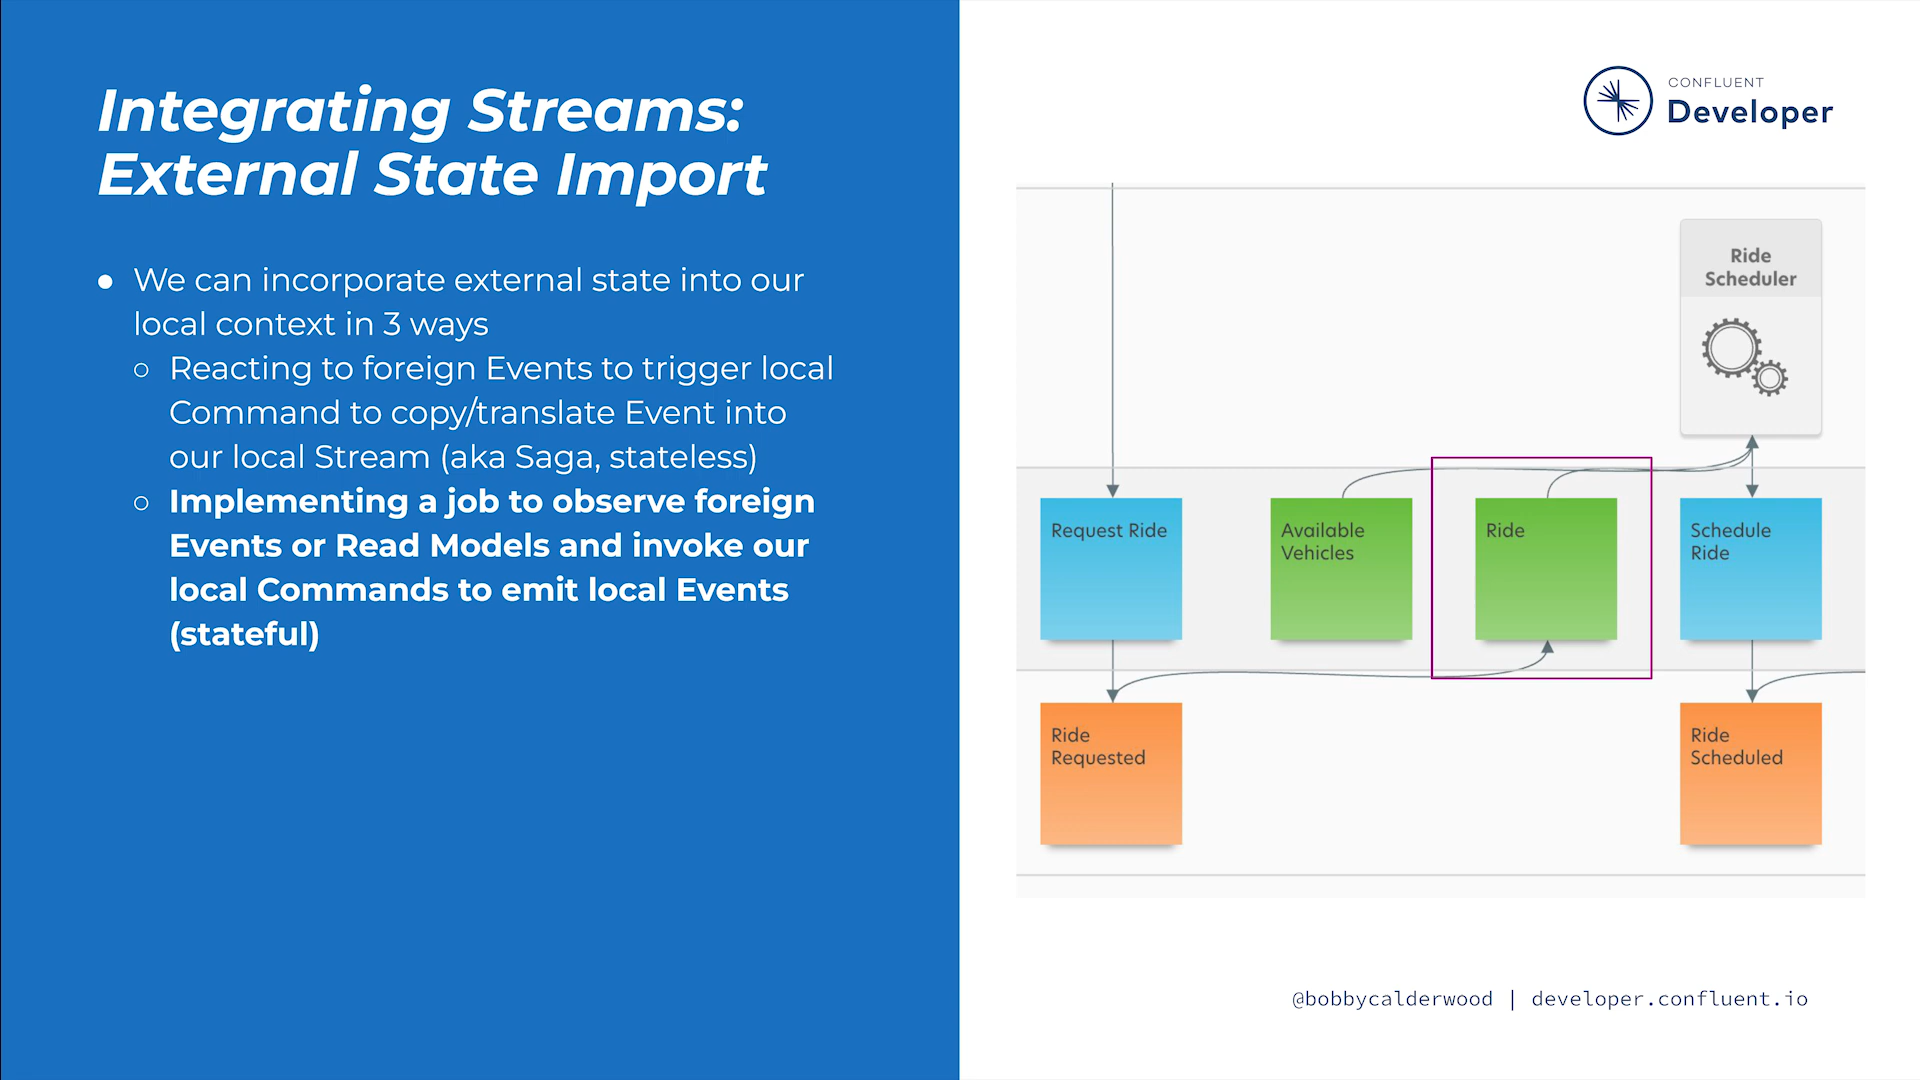 Integrating Streams:
External State Import
● We can incorporate external state into our
local context in 3 ways
○ Reacting to foreign Events to trigger local
Command to copy/translate Event into
our local Stream (aka Saga, stateless)
○ Implementing a job to observe foreign
Events or Read Models and invoke our
local Commands to emit local Events
(stateful)
CONFLUENT
Developer
Ride
Scheduler
Request Ride
Available
Vehicles
Ride
Schedule
Ride
Ride
Requested
Ride
Scheduled
@bobbycalderwood | developer.confluent.io